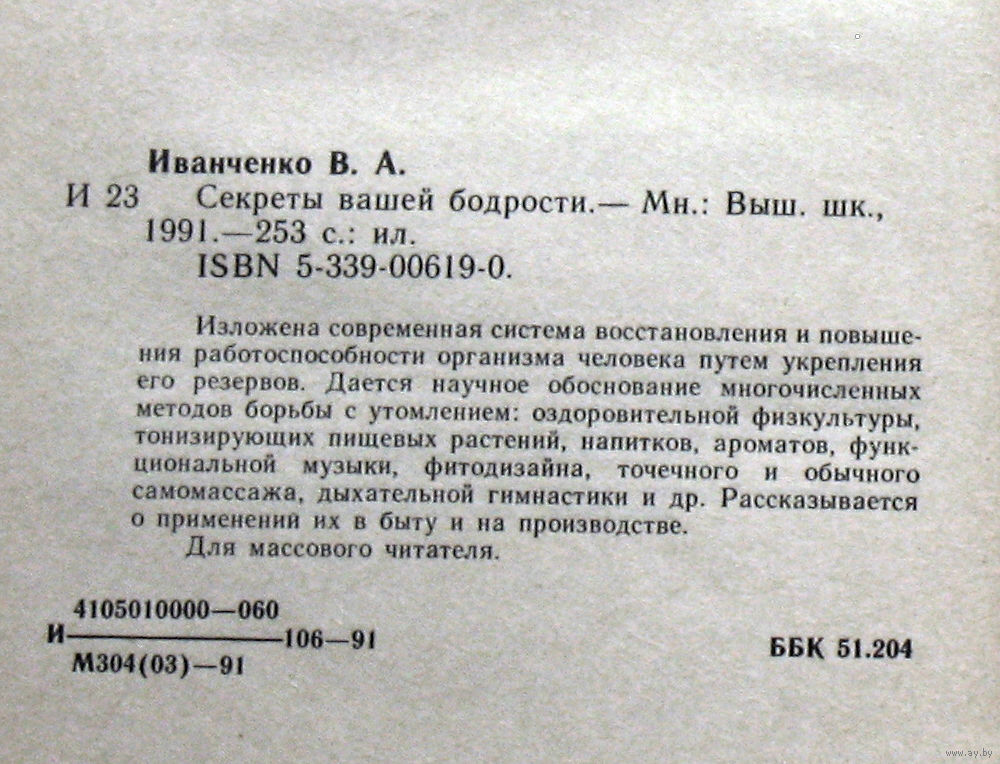 Иванченко В. А.
И 23 Секреты вашей бодрости.— Мн.: Выш. шк.,
1991.—253 с.: ил.
ISBN 5-339-00619-0.
Изложена современная система восстановления и повыше-
ния работоспособности организма человека путем укрепления
его резервов. Дается научное обоснование многочисленных
методов борьбы с утомлением: оздоровительной физкультуры,
тонизирующих пищевых растений, напитков, ароматов, функ-
циональной музыки, фитодизайна, точечного и обычного
самомассажа, дыхательной гимнастики и др. Рассказывается
о применений их в быту и на производстве.
Для массового читателя.
4105010000—060
И————106—91
М304(03)—91
ББК 51.204
www.ay.by